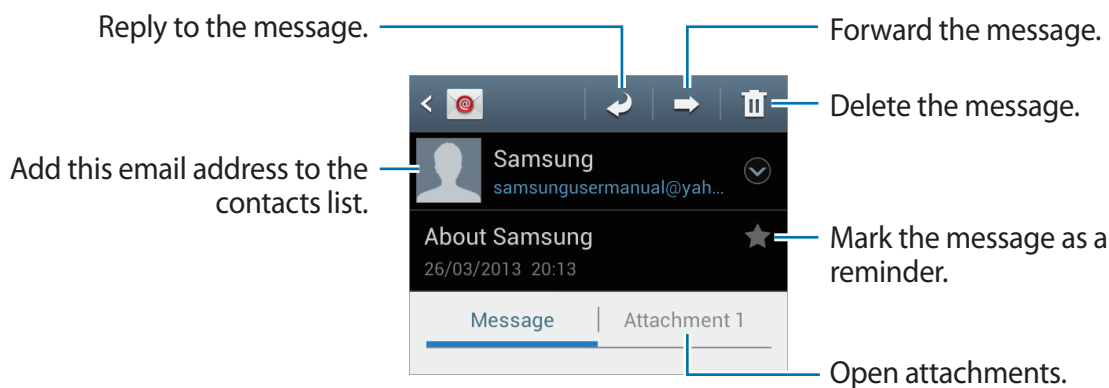 Reply to the message.
Forward the message.
@
Delete the message.
Add this email address to the
contacts list.
Samsung
samsungusermanual@yah...
About Samsung
26/03/2013 20:13
Mark the message as a
reminder.
Message | Attachment 1
Open attachments.